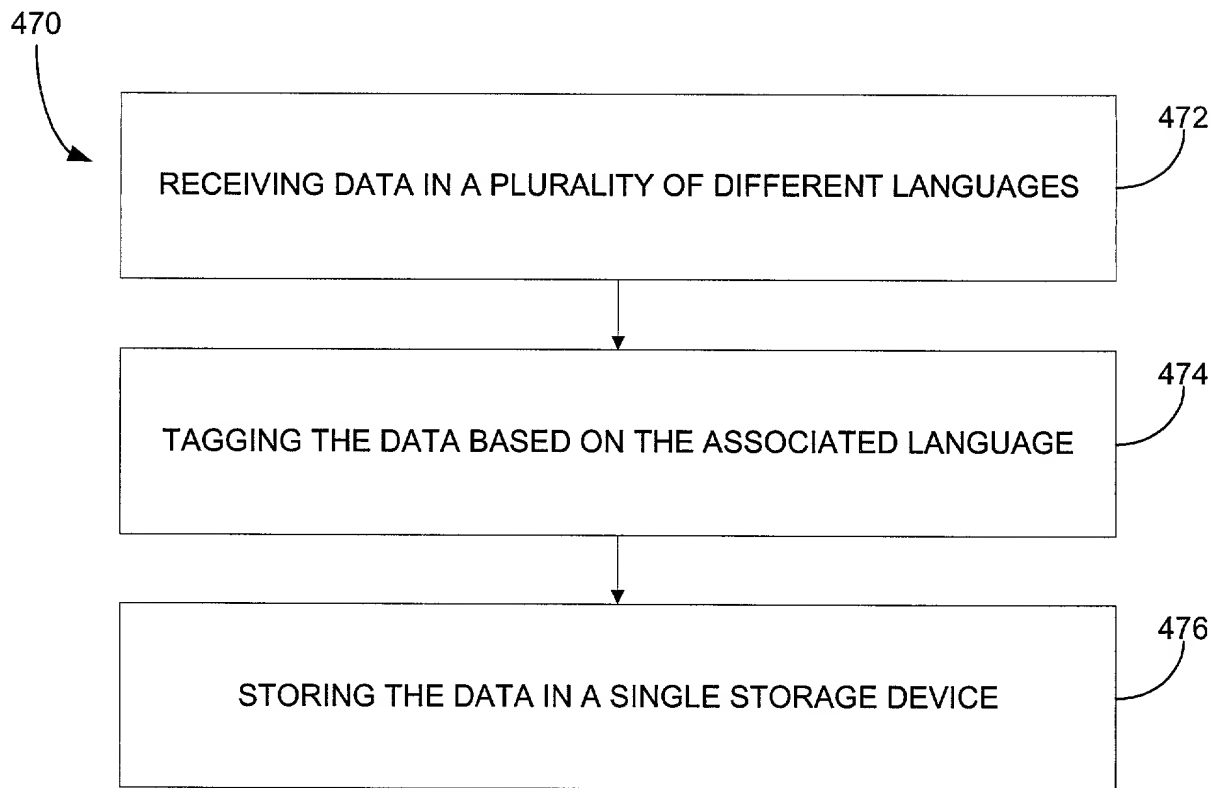 470
472
RECEIVING DATA IN A PLURALITY OF DIFFERENT LANGUAGES
474
TAGGING THE DATA BASED ON THE ASSOCIATED LANGUAGE
476
STORING THE DATA IN A SINGLE STORAGE DEVICE